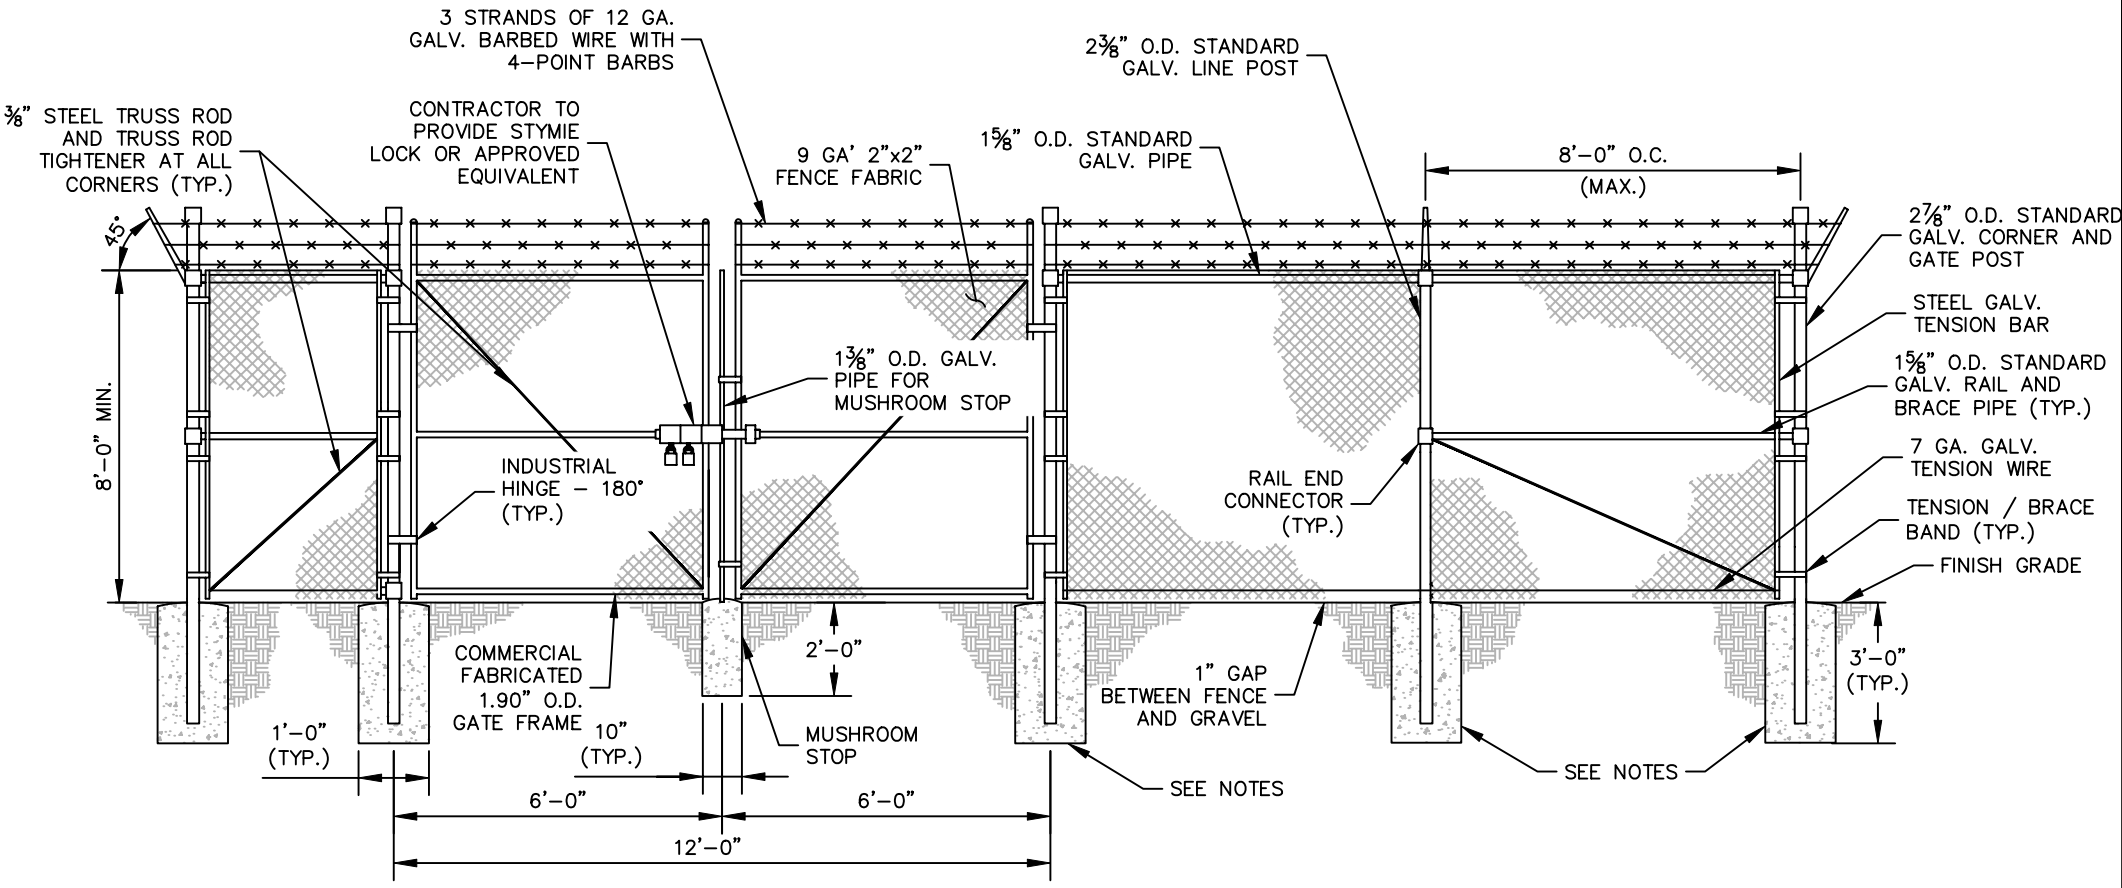 3 STRANDS OF 12 GA.
GALV. BARBED WIRE WITH
4-POINT BARBS
2⅜" O.D. STANDARD
GALV. LINE POST
⅜" STEEL TRUSS ROD
AND TRUSS ROD
TIGHTENER AT ALL
CORNERS (TYP.)
CONTRACTOR TO
PROVIDE STYMIE
LOCK OR APPROVED
EQUIVALENT
9 GA' 2"x2"
FENCE FABRIC
1⅝" O.D. STANDARD
GALV. PIPE
8'-0" O.C.
(MAX.)
45°
2⅞" O.D. STANDARD
GALV. CORNER AND
GATE POST
STEEL GALV.
TENSION BAR
1⅝" O.D. STANDARD
GALV. RAIL AND
BRACE PIPE (TYP.)
1⅜" O.D. GALV.
PIPE FOR
MUSHROOM STOP
8'-0" MIN.
INDUSTRIAL
HINGE - 180°
(TYP.)
RAIL END
CONNECTOR
(TYP.)
7 GA. GALV.
TENSION WIRE
TENSION / BRACE
BAND (TYP.)
FINISH GRADE
COMMERCIAL
FABRICATED
1.90" O.D.
GATE FRAME
2'-0"
1" GAP
BETWEEN FENCE
AND GRAVEL
3'-0"
(TYP.)
1'-0"
(TYP.)
10"
(TYP.)
MUSHROOM
STOP
SEE NOTES
SEE NOTES
6'-0"
6'-0"
12'-0"